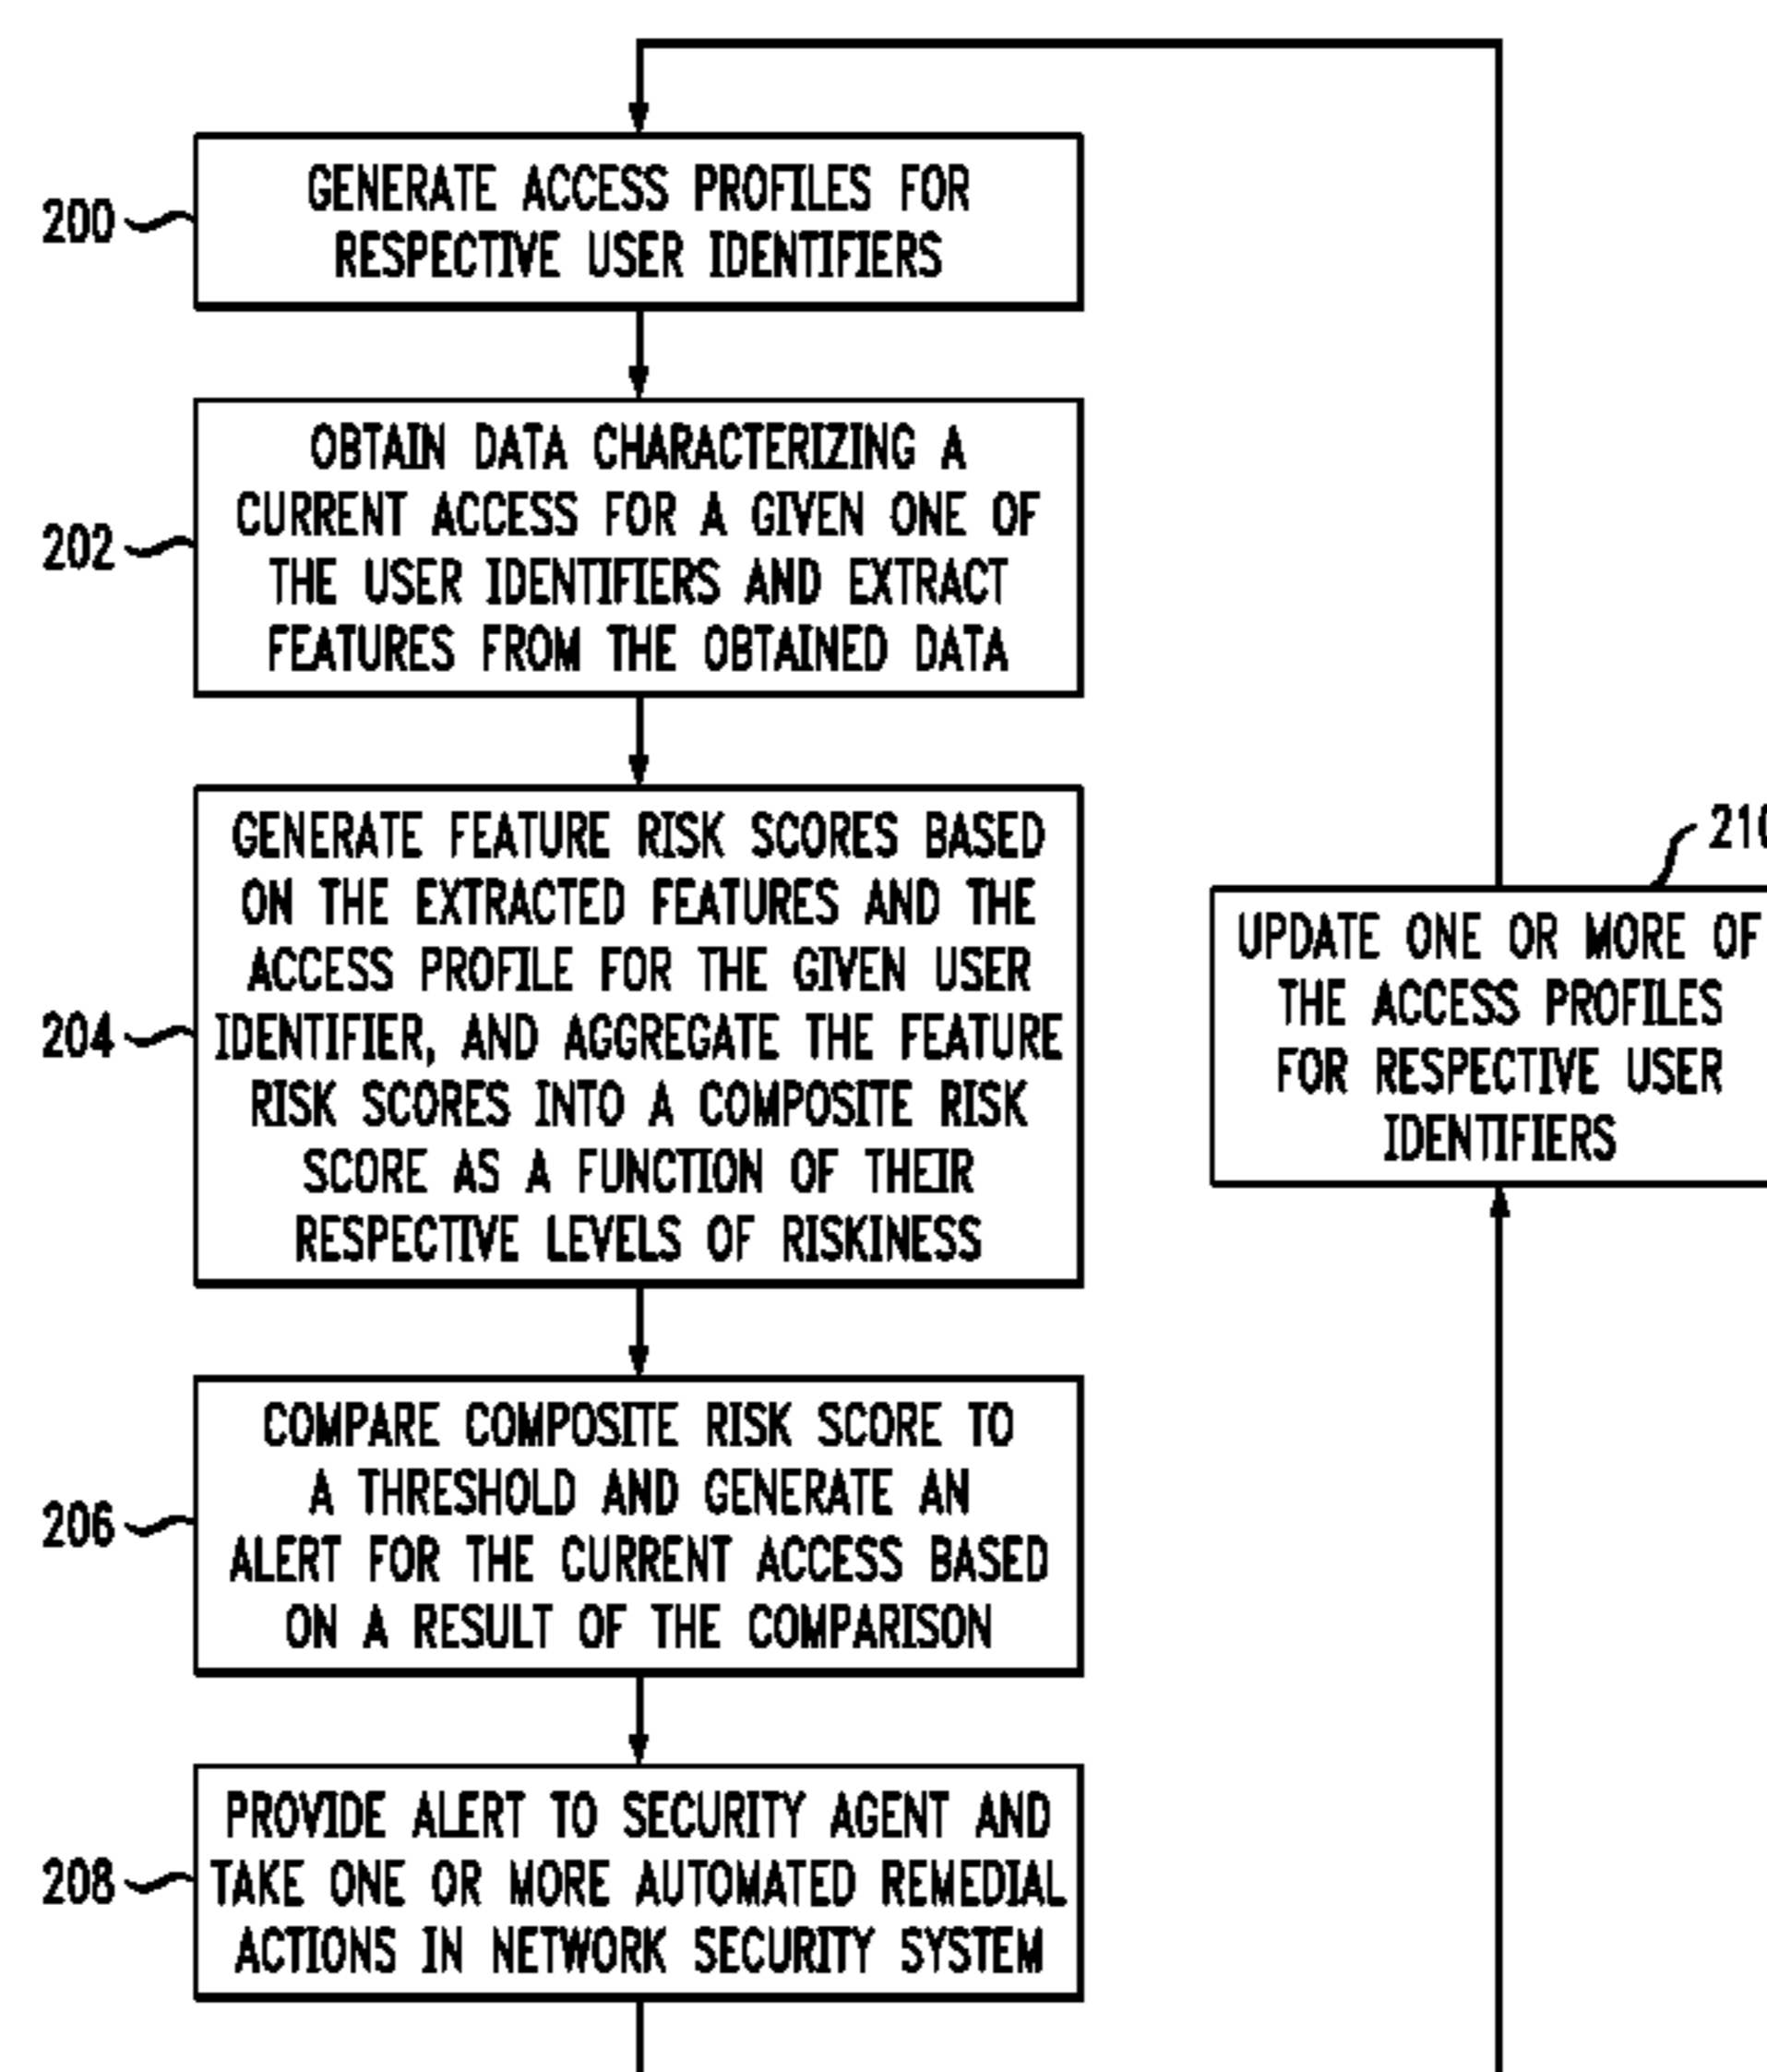 200
GENERATE ACCESS PROFILES FOR
RESPECTIVE USER IDENTIFIERS
202
OBTAIN DATA CHARACTERIZING A
CURRENT ACCESS FOR A GIVEN ONE OF
THE USER IDENTIFIERS AND EXTRACT
FEATURES FROM THE OBTAINED DATA
204
GENERATE FEATURE RISK SCORES BASED
ON THE EXTRACTED FEATURES AND THE
ACCESS PROFILE FOR THE GIVEN USER
IDENTIFIER, AND AGGREGATE THE FEATURE
RISK SCORES INTO A COMPOSITE RISK
SCORE AS A FUNCTION OF THEIR
RESPECTIVE LEVELS OF RISKINESS
206
COMPARE COMPOSITE RISK SCORE TO
A THRESHOLD AND GENERATE AN
ALERT FOR THE CURRENT ACCESS BASED
ON A RESULT OF THE COMPARISON
208
PROVIDE ALERT TO SECURITY AGENT AND
TAKE ONE OR MORE AUTOMATED REMEDIAL
ACTIONS IN NETWORK SECURITY SYSTEM
210
UPDATE ONE OR MORE OF
THE ACCESS PROFILES
FOR RESPECTIVE USER
IDENTIFIERS